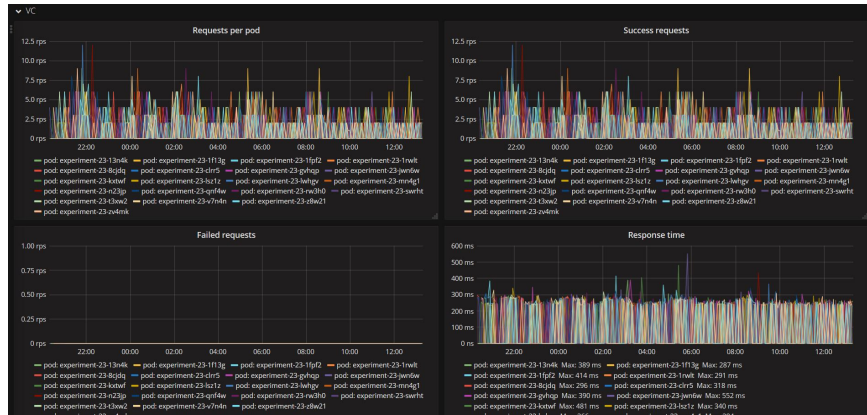 VC
Requests per pod
12.5 rps
10.0 rps
7.5 rps
5.0 rps
2.5 rps
0 rps
22:00 00:00 02:00 04:00 06:00 08:00 10:00 12:00
pod: experiment-23-13n4k pod: experiment-23-1f13g pod: experiment-23-1fpf2 pod: experiment-23-1rwlt
pod: experiment-23-8cjdq pod: experiment-23-clrr5 pod: experiment-23-gvhqp pod: experiment-23-jwn6w
pod: experiment-23-kxtwf pod: experiment-23-lsz1z pod: experiment-23-lwhgv pod: experiment-23-mn4g1
pod: experiment-23-n23jp pod: experiment-23-qnf4w pod: experiment-23-rw3h0 pod: experiment-23-swrht
pod: experiment-23-t3xw2 pod: experiment-23-v7n4n pod: experiment-23-z8w21
pod: experiment-23-zv4mk
Success requests
12.5 rps
10.0 rps
7.5 rps
5.0 rps
2.5 rps
0 rps
22:00 00:00 02:00 04:00 06:00 08:00 10:00 12:00
pod: experiment-23-13n4k pod: experiment-23-1f13g pod: experiment-23-1fpf2 pod: experiment-23-1rwlt
pod: experiment-23-8cjdq pod: experiment-23-clrr5 pod: experiment-23-gvhqp pod: experiment-23-jwn6w
pod: experiment-23-kxtwf pod: experiment-23-lsz1z pod: experiment-23-lwhgv pod: experiment-23-mn4g1
pod: experiment-23-n23jp pod: experiment-23-qnf4w pod: experiment-23-rw3h0 pod: experiment-23-swrht
pod: experiment-23-t3xw2 pod: experiment-23-v7n4n pod: experiment-23-z8w21
pod: experiment-23-zv4mk
Failed requests
1.00 rps
0.75 rps
0.50 rps
0.25 rps
0 rps
22:00 00:00 02:00 04:00 06:00 08:00 10:00 12:00
pod: experiment-23-13n4k pod: experiment-23-1f13g pod: experiment-23-1fpf2 pod: experiment-23-1rwlt
pod: experiment-23-8cjdq pod: experiment-23-clrr5 pod: experiment-23-gvhqp pod: experiment-23-jwn6w
pod: experiment-23-kxtwf pod: experiment-23-lsz1z pod: experiment-23-lwhgv pod: experiment-23-mn4g1
pod: experiment-23-n23jp pod: experiment-23-qnf4w pod: experiment-23-rw3h0 pod: experiment-23-swrht
pod: experiment-23-t3xw2 pod: experiment-23-v7n4n pod: experiment-23-z8w21
Response time
600 ms
500 ms
400 ms
300 ms
200 ms
100 ms
0 ns
22:00 00:00 02:00 04:00 06:00 08:00 10:00 12:00
pod: experiment-23-13n4k Max: 389 ms pod: experiment-23-1f13g Max: 287 ms
pod: experiment-23-1fpf2 Max: 414 ms pod: experiment-23-1rwlt Max: 291 ms
pod: experiment-23-8cjdq Max: 296 ms pod: experiment-23-clrr5 Max: 318 ms
pod: experiment-23-gvhqp Max: 390 ms pod: experiment-23-jwn6w Max: 552 ms
pod: experiment-23-kxtwf Max: 481 ms pod: experiment-23-lsz1z Max: 340 ms